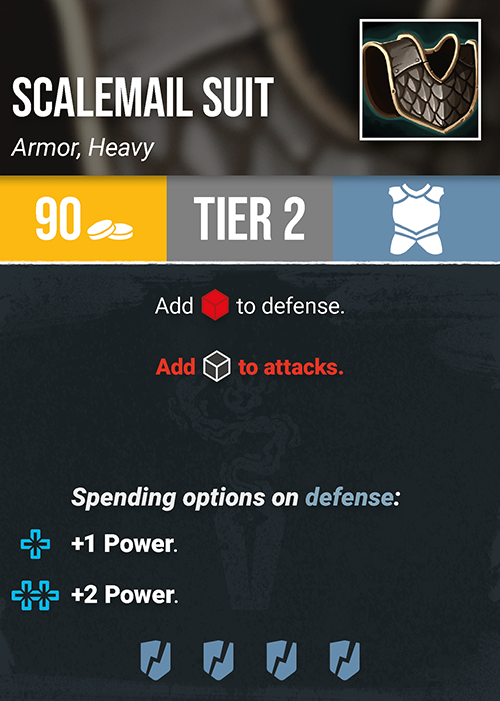 SCALEMAIL SUIT
Armor, Heavy
90
TIER 2
Add to defense.
Add to attacks.
Spending options on defense:
+1 Power.
+2 Power.